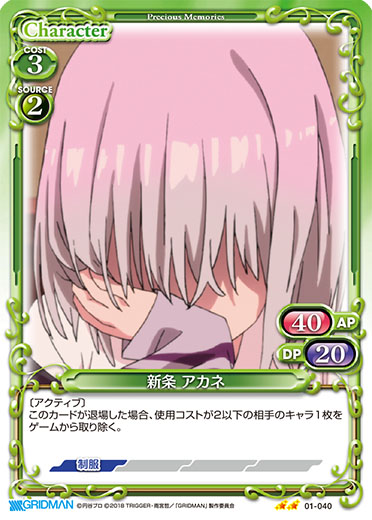 Precious Memories
Character
COST
3
SOURCE
2
40 AP
DP 20
新条 アカネ
[アクティブ]
このカードが退場した場合、使用コストが2以下の相手のキャラ1枚を
ゲームから取り除く。
制服
GRIDMAN ©円谷プロ ©2018 TRIGGER・雨宮哲/「GRIDMAN」製作委員会 01-040